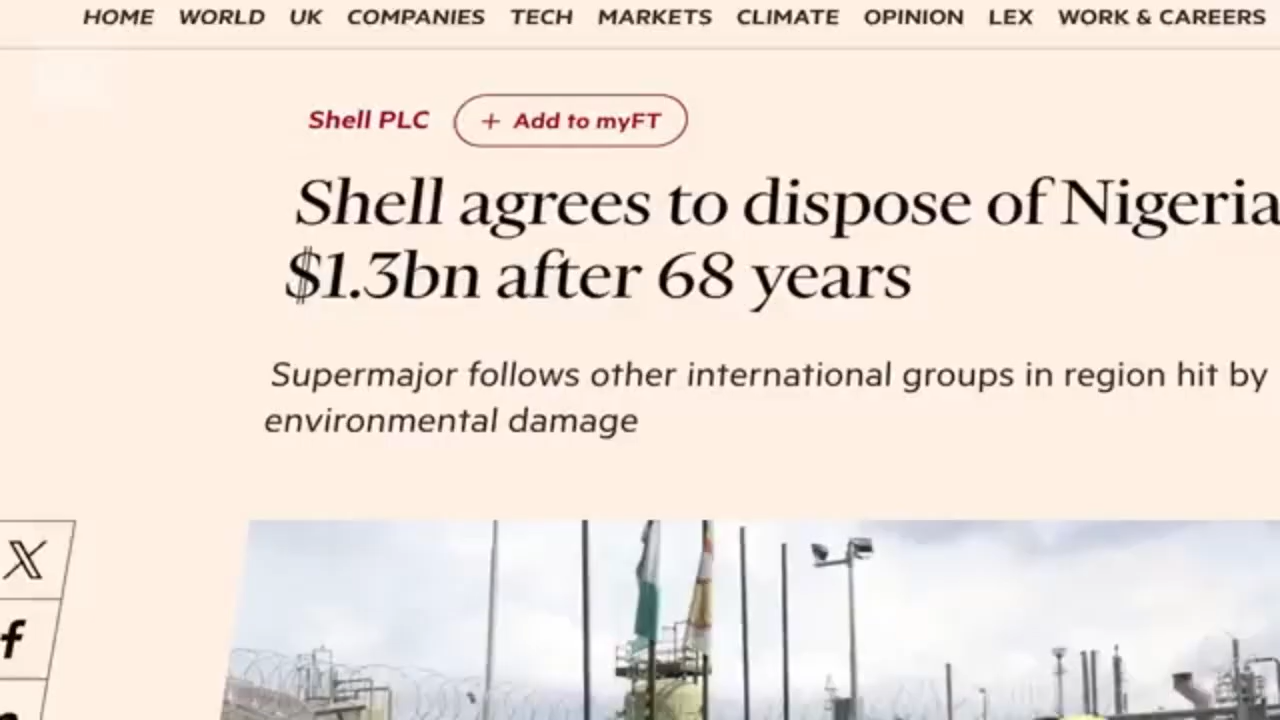 HOME WORLD UK COMPANIES TECH MARKETS CLIMATE OPINION LEX WORK & CAREERS
Shell PLC + Add to myFT
Shell agrees to dispose of Nigeria
$1.3bn after 68 years
Supermajor follows other international groups in region hit by
environmental damage